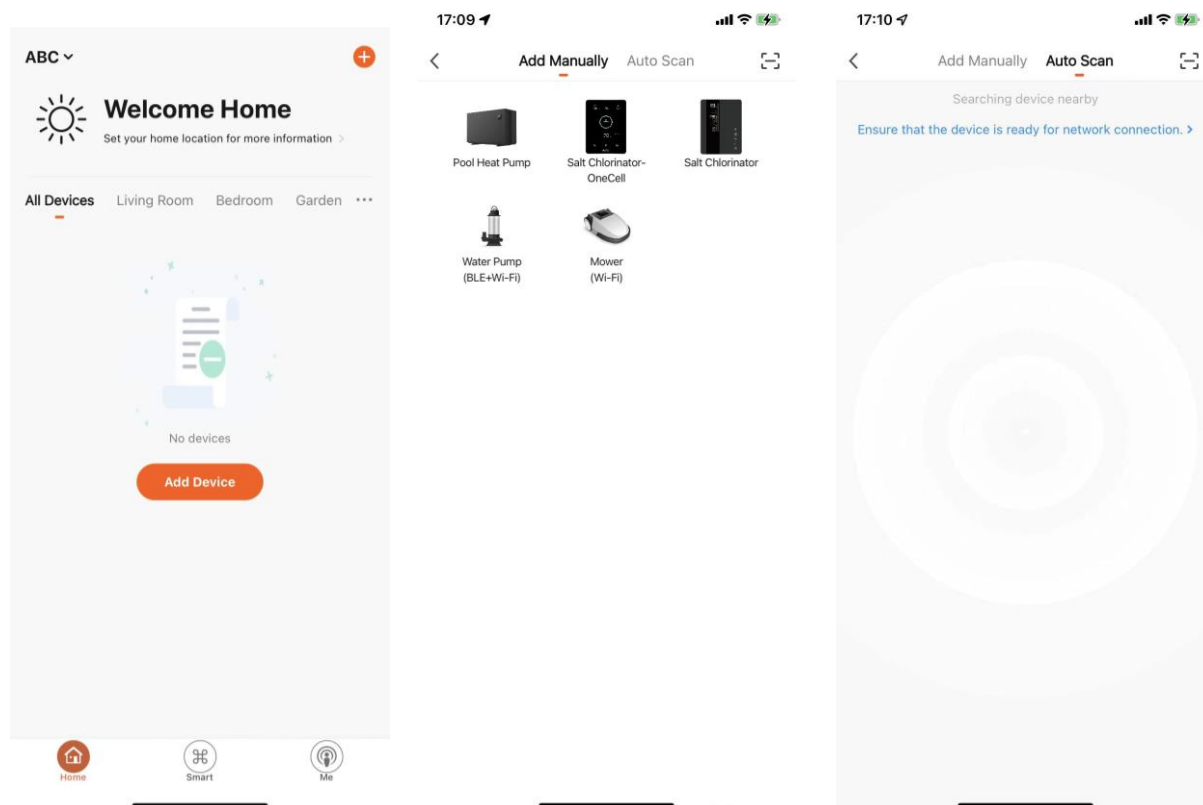 ABC
Welcome Home
Set your home location for more information >
All Devices Living Room Bedroom Garden ...
No devices
Add Device
Home Smart Me
17:09
Add Manually Auto Scan
Pool Heat Pump
Salt Chlorinator-
OneCell
Salt Chlorinator
Water Pump
(BLE+Wi-Fi)
Mower
(Wi-Fi)
17:10
Add Manually Auto Scan
Searching device nearby
Ensure that the device is ready for network connection. >